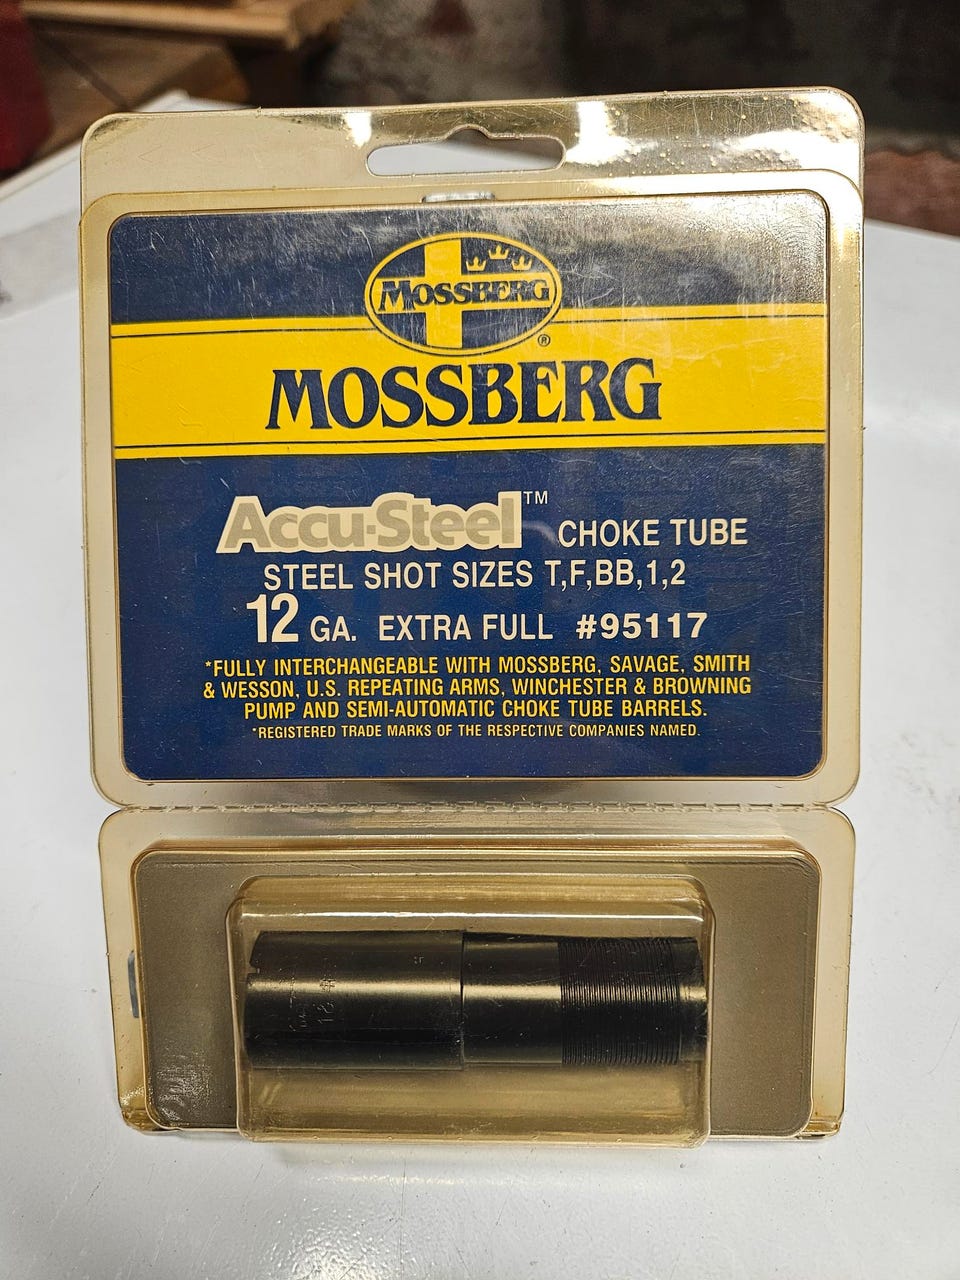 MOSSBERG
®
MOSSBERG
Accu-Steel™ CHOKE TUBE
STEEL SHOT SIZES T,F,BB,1,2
12 GA. EXTRA FULL #95117
*FULLY INTERCHANGEABLE WITH MOSSBERG, SAVAGE, SMITH
& WESSON, U.S. REPEATING ARMS, WINCHESTER & BROWNING
PUMP AND SEMI-AUTOMATIC CHOKE TUBE BARRELS.
*REGISTERED TRADE MARKS OF THE RESPECTIVE COMPANIES NAMED.